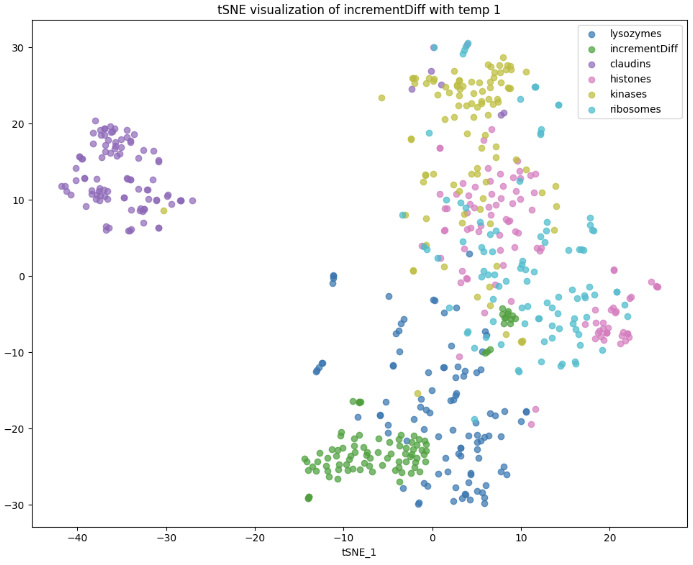 tSNE visualization of incrementDiff with temp 1
lysozymes
incrementDiff
claudins
histones
kinases
ribosomes
30
20
10
0
−10
−20
−30
−40
−30
−20
−10
0
10
20
tSNE_1